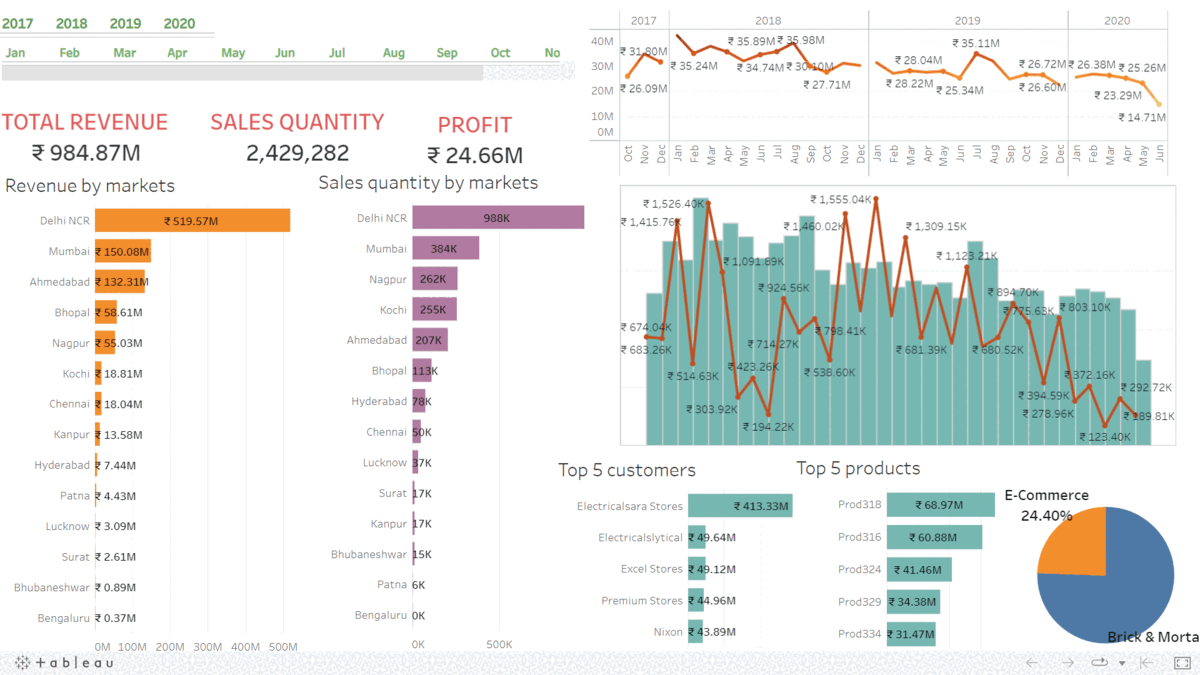 2017 2018 2019 2020
Jan Feb Mar Apr May Jun Jul Aug Sep Oct No
TOTAL REVENUE
₹ 984.87M
SALES QUANTITY
2,429,282
PROFIT
₹ 24.66M
Revenue by markets
Delhi NCR ₹ 519.57M
Mumbai ₹ 150.08M
Ahmedabad ₹ 132.31M
Bhopal ₹ 58.61M
Nagpur ₹ 55.03M
Kochi ₹ 18.81M
Chennai ₹ 18.04M
Kanpur ₹ 13.58M
Hyderabad ₹ 7.44M
Patna ₹ 4.43M
Lucknow ₹ 3.09M
Surat ₹ 2.61M
Bhubaneshwar ₹ 0.89M
Bengaluru ₹ 0.37M
0M 100M 200M 300M 400M 500M
Sales quantity by markets
Delhi NCR 988K
Mumbai 384K
Nagpur 262K
Kochi 255K
Ahmedabad 207K
Bhopal 113K
Hyderabad 78K
Chennai 50K
Lucknow 37K
Surat 17K
Kanpur 17K
Bhubaneshwar 15K
Patna 6K
Bengaluru 0K
0K 500K
2017 2018 2019 2020
40M
30M
20M
10M
0M
₹ 31.80M ₹ 35.89M ₹ 35.98M ₹ 35.11M
₹ 35.24M ₹ 34.74M ₹ 30.10M ₹ 28.04M ₹ 26.72M ₹ 26.38M ₹ 25.26M
₹ 26.09M ₹ 27.71M ₹ 28.22M ₹ 25.34M ₹ 26.60M ₹ 23.29M
₹ 14.71M
Oct Nov Dec Jan Feb Mar Apr May Jun Jul Aug Sep Oct Nov Dec Jan Feb Mar Apr May Jun Jul Aug Sep Oct Nov Dec Jan Feb Mar Apr May Jun
₹ 1,526.40K ₹ 1,555.04K
₹ 1,415.76K ₹ 1,460.02K ₹ 1,309.15K
₹ 1,091.89K ₹ 1,123.21K
₹ 924.56K ₹ 894.70K
₹ 775.63K ₹ 803.10K
₹ 674.04K ₹ 798.41K
₹ 683.26K ₹ 714.27K ₹ 681.39K ₹ 680.52K
₹ 514.63K ₹ 423.26K ₹ 538.60K ₹ 372.16K
₹ 394.59K ₹ 292.72K
₹ 303.92K ₹ 278.96K
₹ 194.22K ₹ 123.40K
Top 5 customers
Electricalsara Stores ₹ 413.33M
Electricalslytical ₹ 49.64M
Excel Stores ₹ 49.12M
Premium Stores ₹ 44.96M
Nixon ₹ 43.89M
Top 5 products
Prod318 ₹ 68.97M
Prod316 ₹ 60.88M
Prod324 ₹ 41.46M
Prod329 ₹ 34.38M
Prod334 ₹ 31.47M
E-Commerce
24.40%
Brick & Morta
+ableau